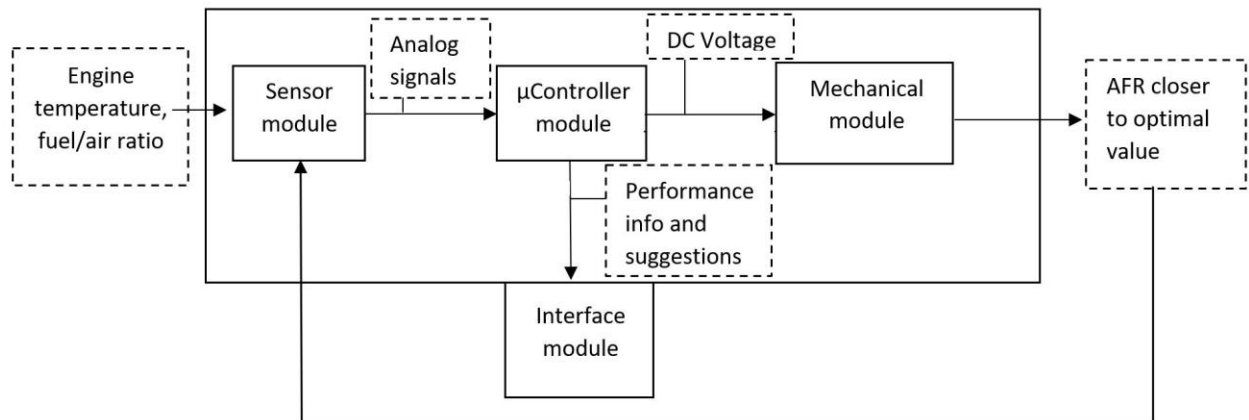 Engine
temperature,
fuel/air ratio
Sensor
module
Analog
signals
µController
module
DC Voltage
Mechanical
module
AFR closer
to optimal
value
Performance
info and
suggestions
Interface
module